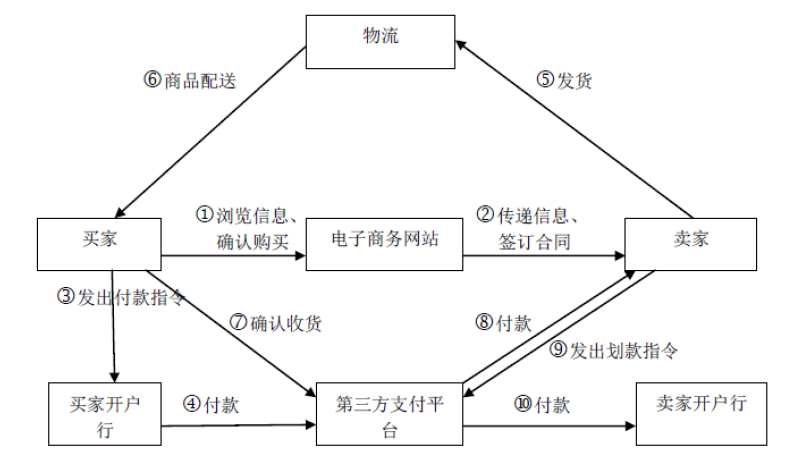 物流
⑥商品配送
⑤发货
①浏览信息、
确认购买
②传递信息、
签订合同
买家
电子商务网站
卖家
③发出付款指令
⑦确认收货
⑧付款
⑨发出划款指令
买家开户
行
④付款
第三方支付平
台
⑩付款
卖家开户行